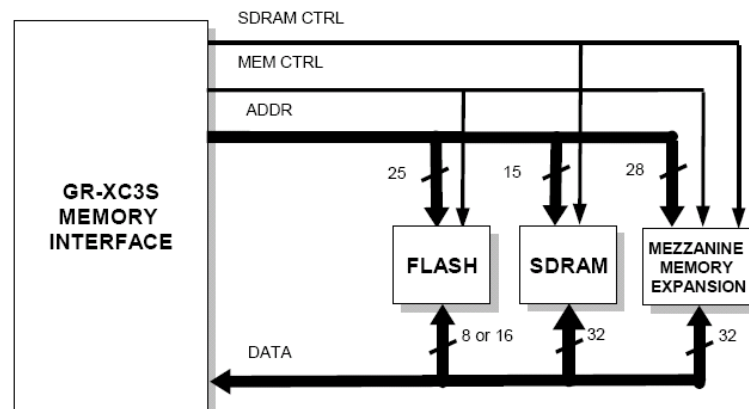 SDRAM CTRL
MEM CTRL
ADDR
GR-XC3S
MEMORY
INTERFACE
25
15
28
FLASH
SDRAM
MEZZANINE
MEMORY
EXPANSION
DATA
8 or 16
32
32